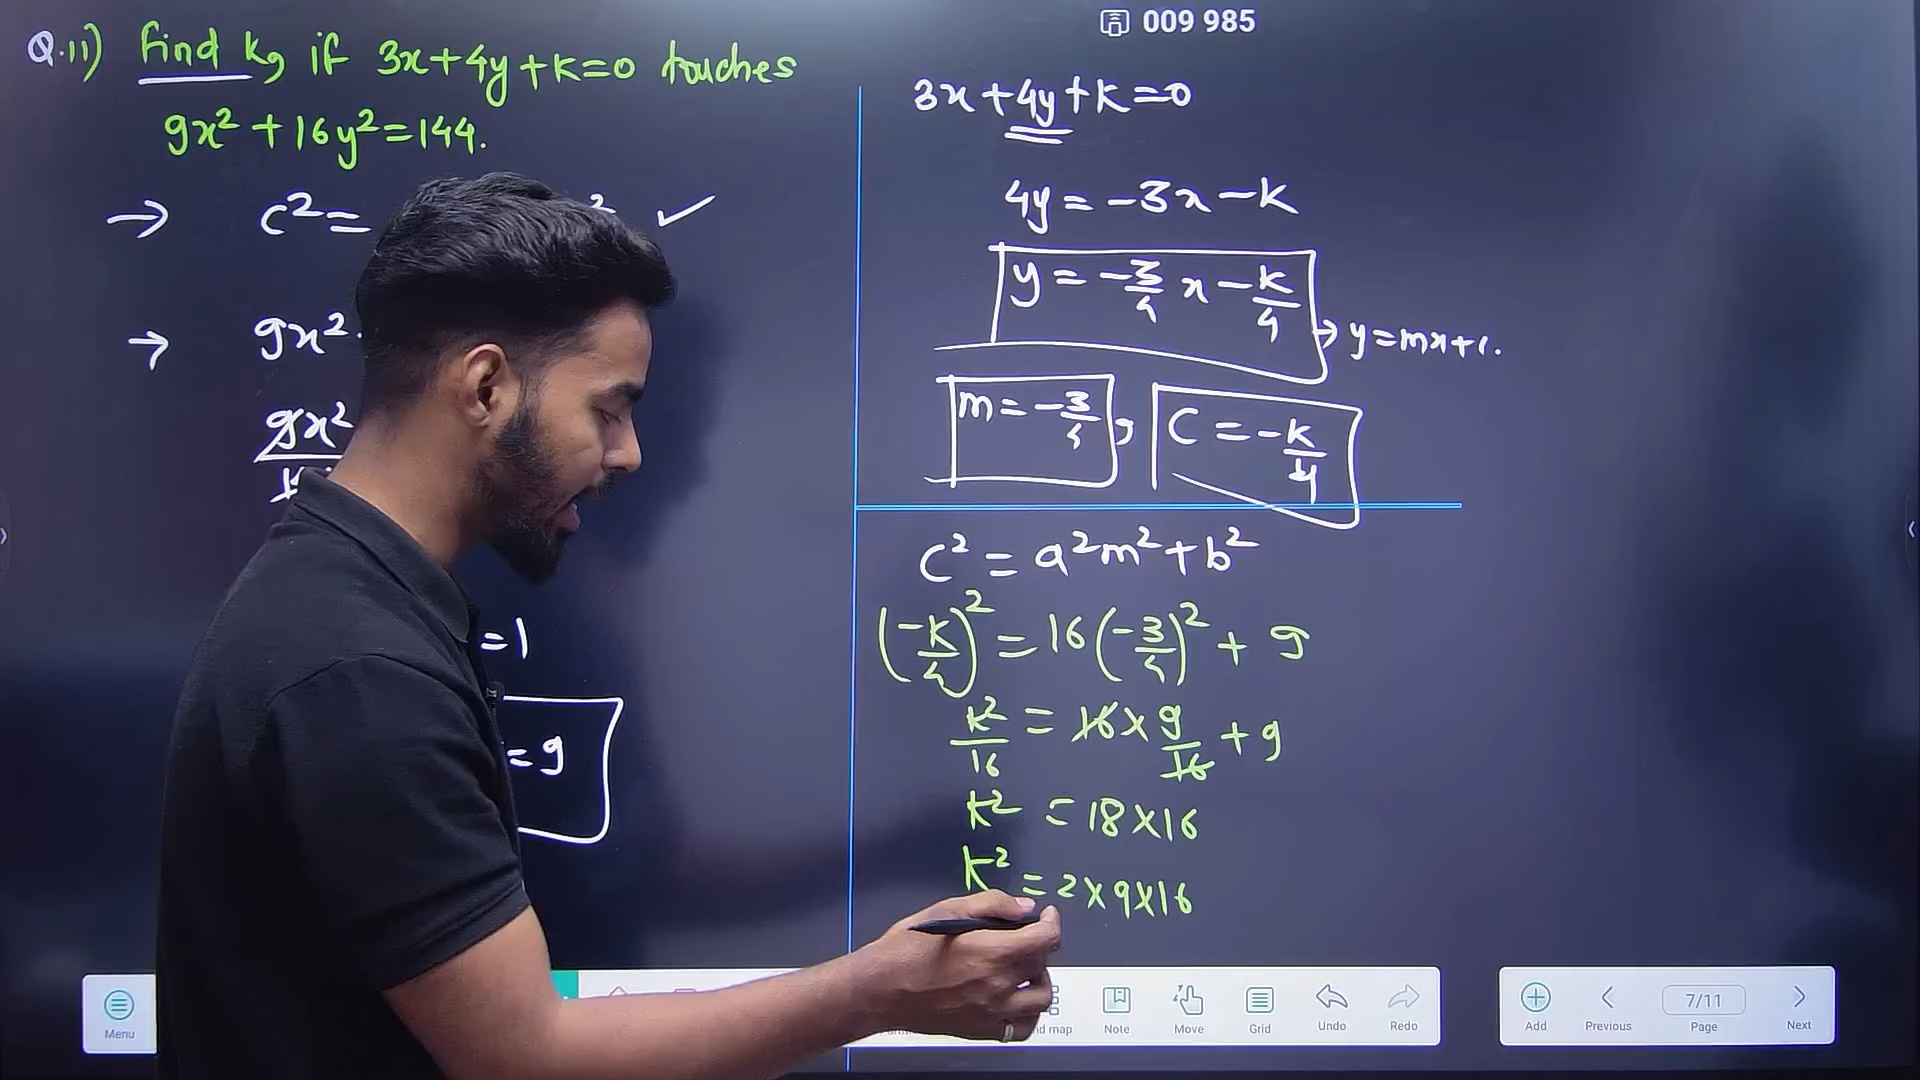 009 985
Q.11) Find k, if 3x+4y+k=0 touches
9x²+16y²=144.
→ c²=
²
✓
→ 9x²
9x²
=1
=9
3x+4y+k=0
4y=-3x-k
y=-3/4 x-k/4
→ y=mx+c.
m=-3/4, C=-k/4
c²=a²m²+b²
(-k/4)²=16(-3/4)²+9
k²/16=16×9/16+9
k²=18×16
k²=2×9×16
Menu
Note
Move
Grid
Undo
Redo
Add
Previous
7/11
Page
Next